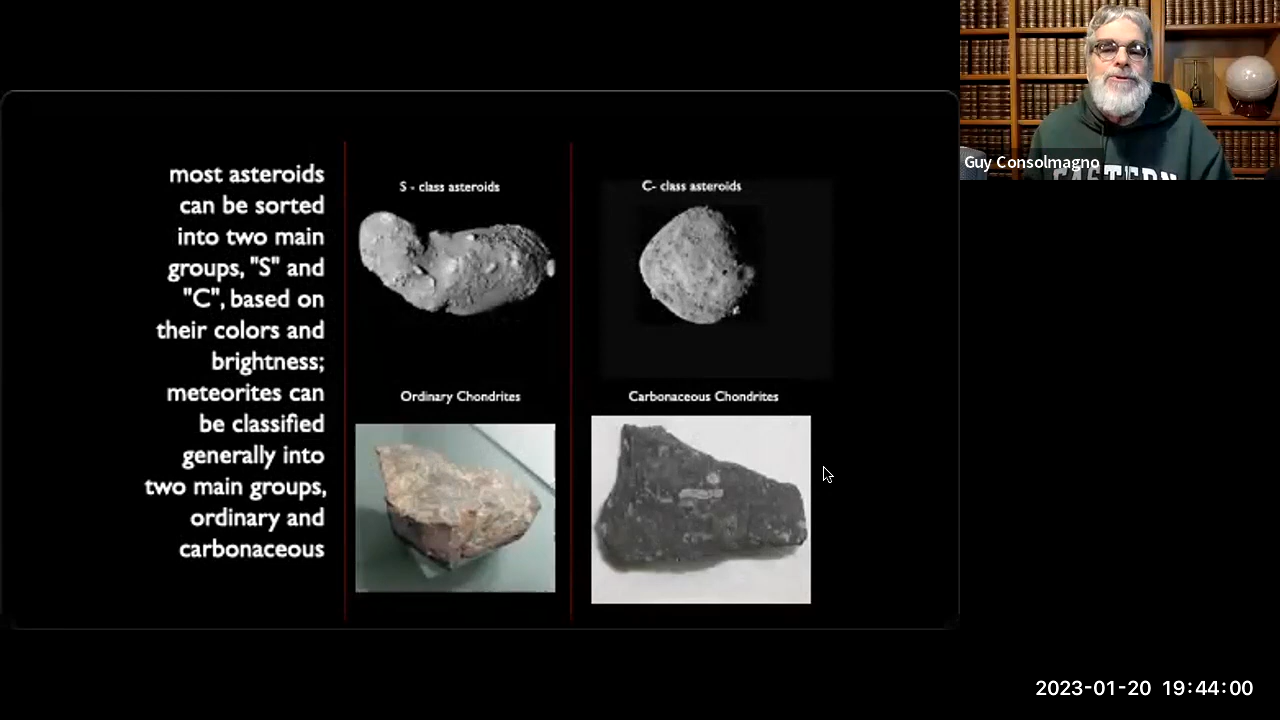 most asteroids
can be sorted
into two main
groups, "S" and
"C", based on
their colors and
brightness;
meteorites can
be classified
generally into
two main groups,
ordinary and
carbonaceous
S - class asteroids
C- class asteroids
Ordinary Chondrites
Carbonaceous Chondrites
Guy Consolmagno
EASTERN
2023-01-20 19:44:00